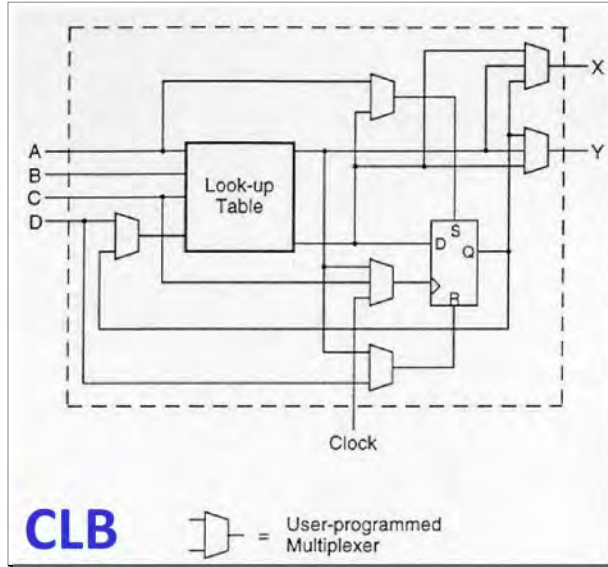 X
A
Y
B
Look-up
Table
C
D
S
D
Q
R
Clock
CLB
= User-programmed
Multiplexer